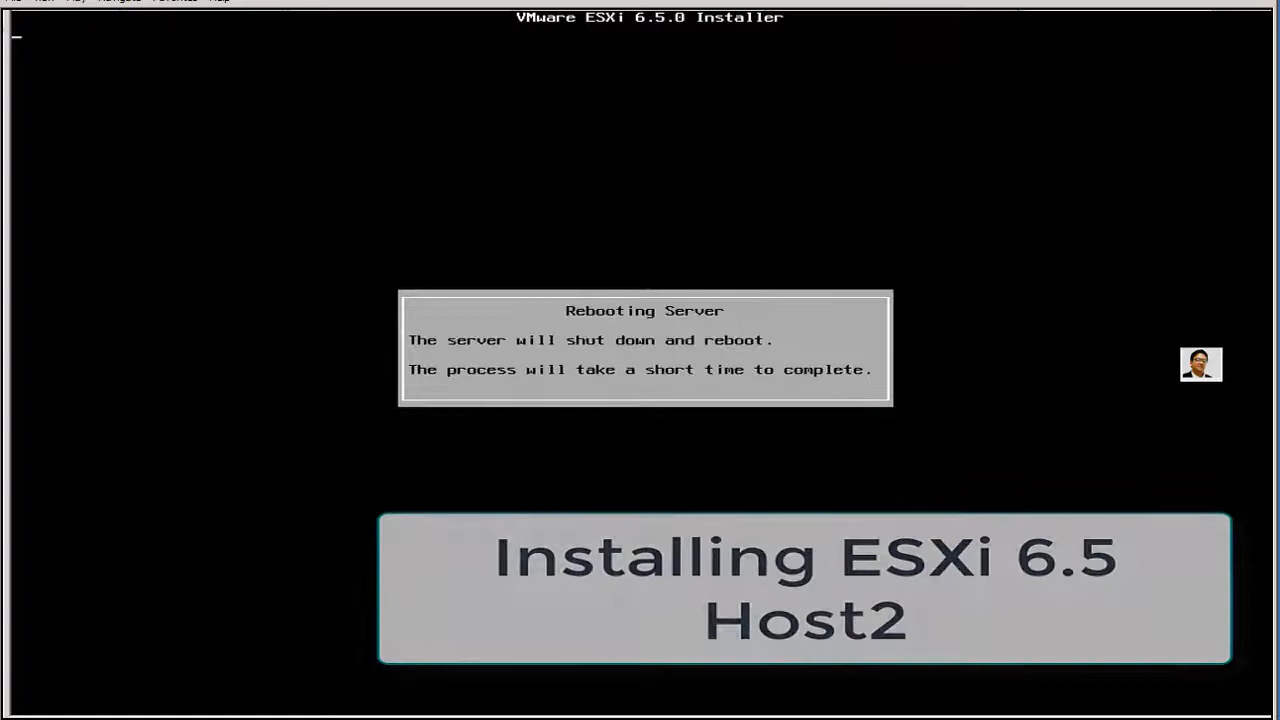 VMware ESXi 6.5.0 Installer
Rebooting Server
The server will shut down and reboot.
The process will take a short time to complete.
Installing ESXi 6.5
Host2